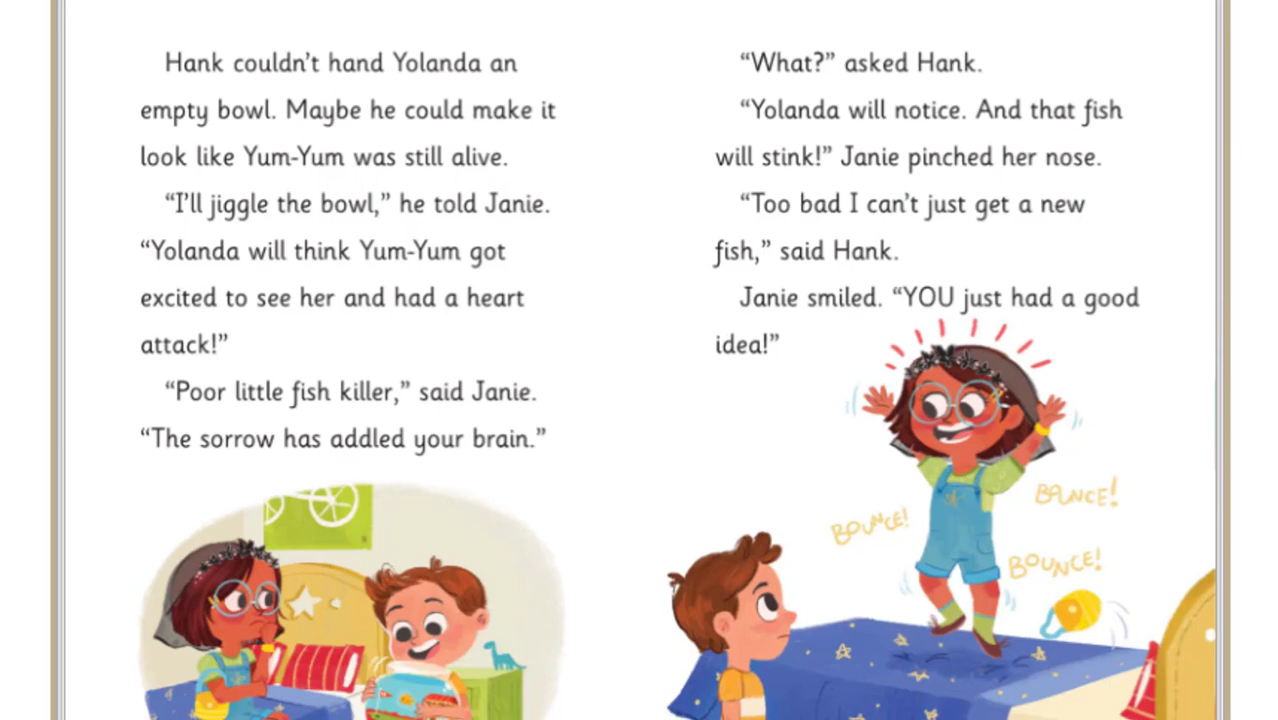 Hank couldn’t hand Yolanda an
empty bowl. Maybe he could make it
look like Yum-Yum was still alive.
“I’ll jiggle the bowl,” he told Janie.
“Yolanda will think Yum-Yum got
excited to see her and had a heart
attack!”
“Poor little fish killer,” said Janie.
“The sorrow has addled your brain.”
“What?” asked Hank.
“Yolanda will notice. And that fish
will stink!” Janie pinched her nose.
“Too bad I can’t just get a new
fish,” said Hank.
Janie smiled. “YOU just had a good
idea!”
BOUNCE!
BOUNCE!
BOUNCE!